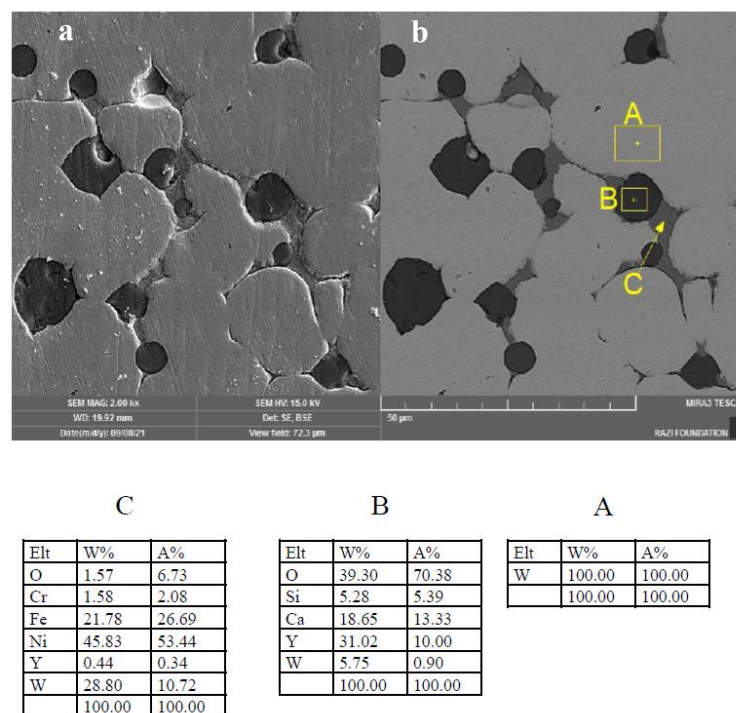 a b
A
B
C
SEM MAG: 2.00 kx SEM HV: 15.0 kV
WD: 19.92 mm Det: SE, BSE
Date(m/d/y): 09/08/21 View field: 72.3 µm
50 µm
MIRA3 TESC
RAZI FOUNDATION
C B A
Elt W% A%
O 1.57 6.73
Cr 1.58 2.08
Fe 21.78 26.69
Ni 45.83 53.44
Y 0.44 0.34
W 28.80 10.72
100.00 100.00
Elt W% A%
O 39.30 70.38
Si 5.28 5.39
Ca 18.65 13.33
Y 31.02 10.00
W 5.75 0.90
100.00 100.00
Elt W% A%
W 100.00 100.00
100.00 100.00